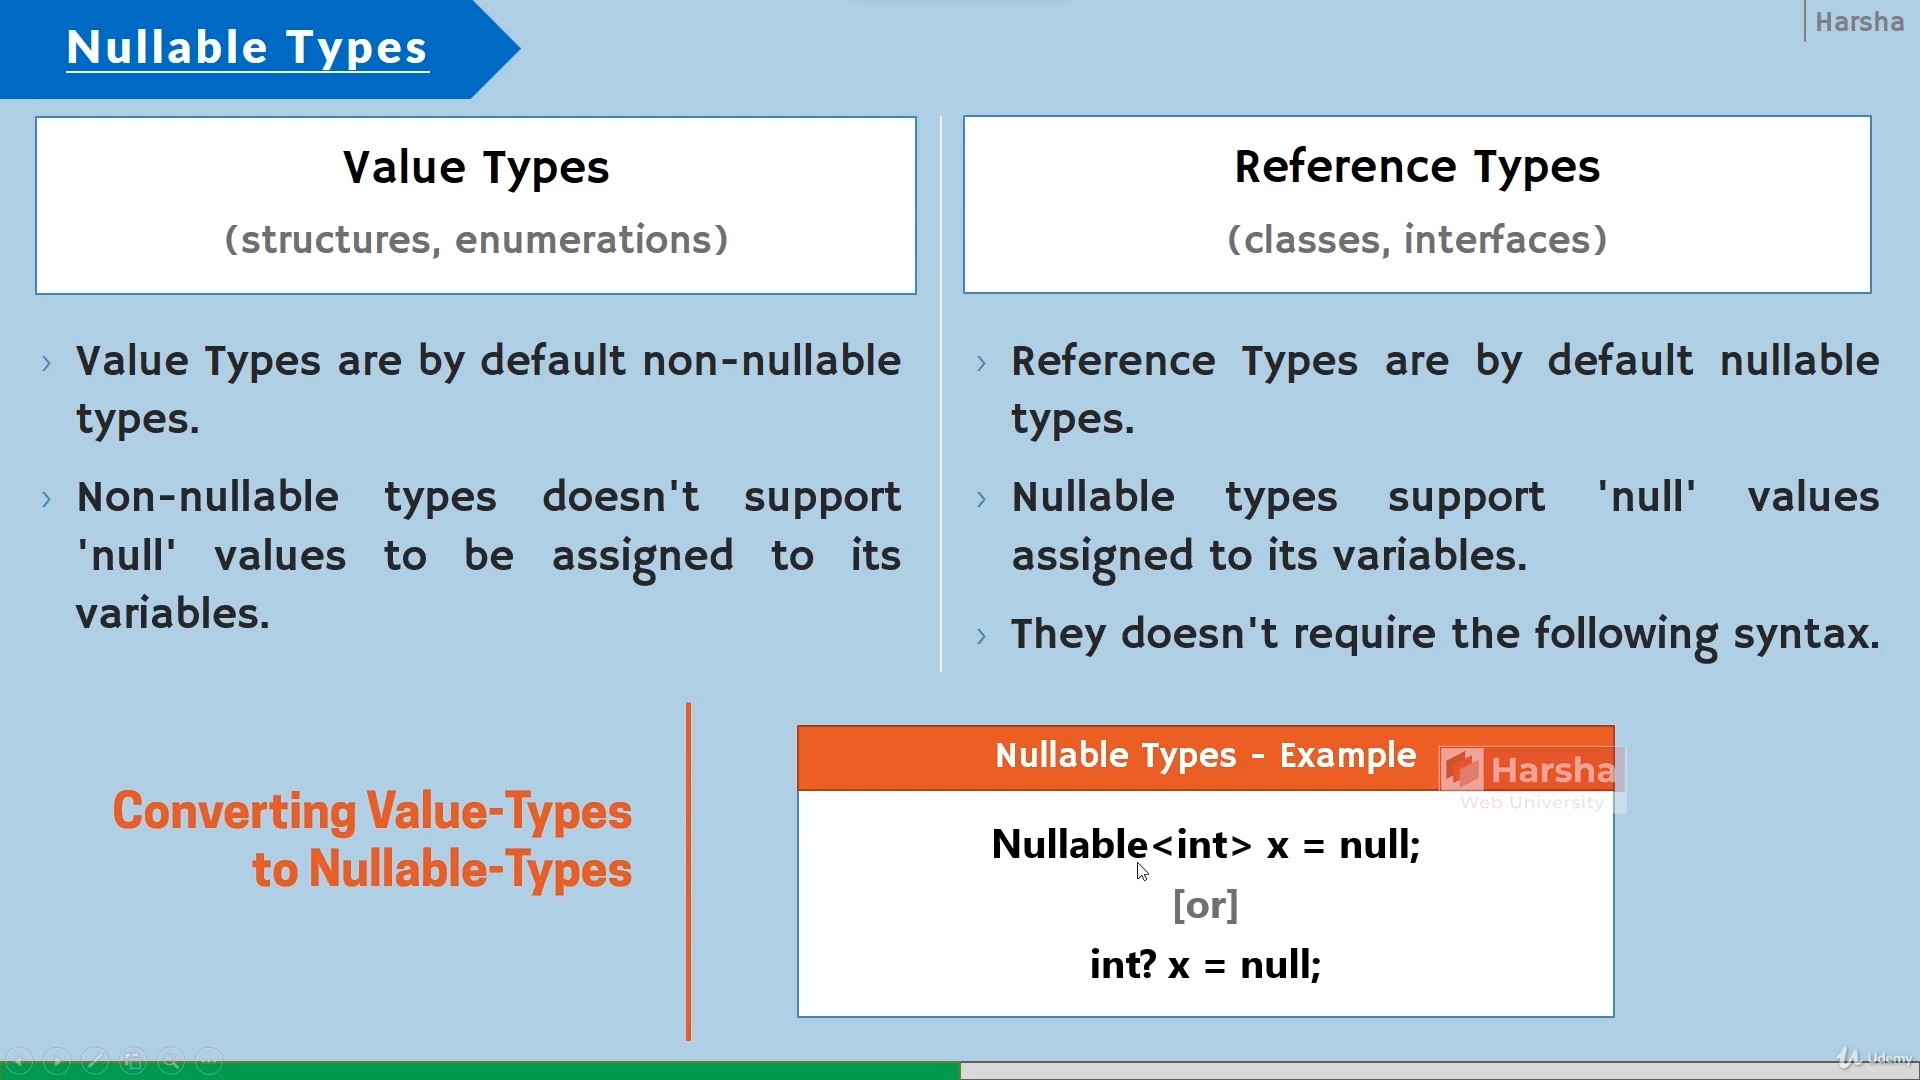 Nullable Types
Harsha
Value Types
(structures, enumerations)
Value Types are by default non-nullable
types.
Non-nullable types doesn't support
'null' values to be assigned to its
variables.
Reference Types
(classes, interfaces)
Reference Types are by default nullable
types.
Nullable types support 'null' values
assigned to its variables.
They doesn't require the following syntax.
Converting Value-Types
to Nullable-Types
Nullable Types - Example
Harsha
Web University
Nullable<int> x = null;
[or]
int? x = null;
Udemy